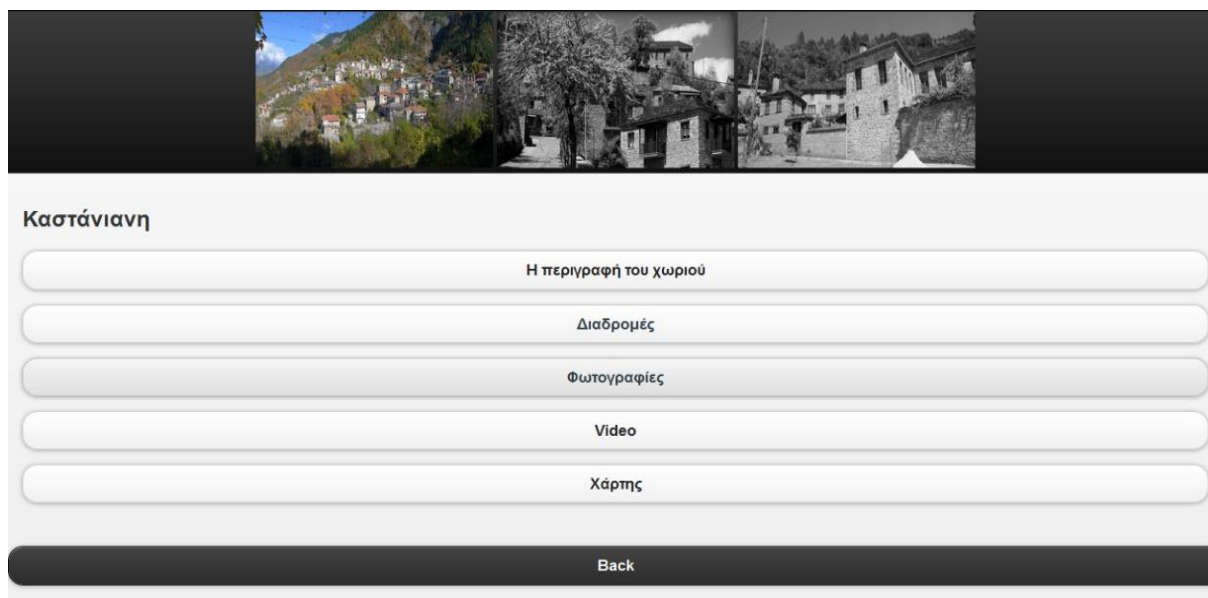 Καστάνιανη
Η περιγραφή του χωριού
Διαδρομές
Φωτογραφίες
Video
Χάρτης
Back